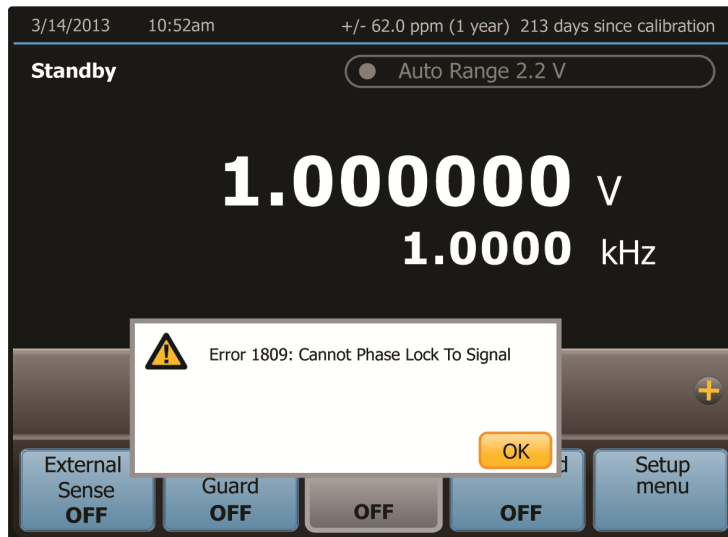 3/14/2013 10:52am +/- 62.0 ppm (1 year) 213 days since calibration
Standby Auto Range 2.2 V
1.000000 V
1.0000 kHz
Error 1809: Cannot Phase Lock To Signal
OK
External Sense OFF
Guard OFF
OFF
OFF
Setup menu